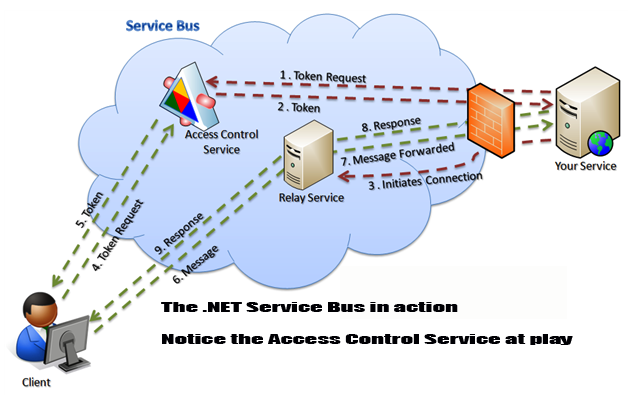 Service Bus
1. Token Request
2. Token
Access Control
Service
8. Response
7. Message Forwarded
3. Initiates Connection
Your Service
Relay Service
5. Token
4. Token Request
9. Response
6. Message
The .NET Service Bus in action
Notice the Access Control Service at play
Client